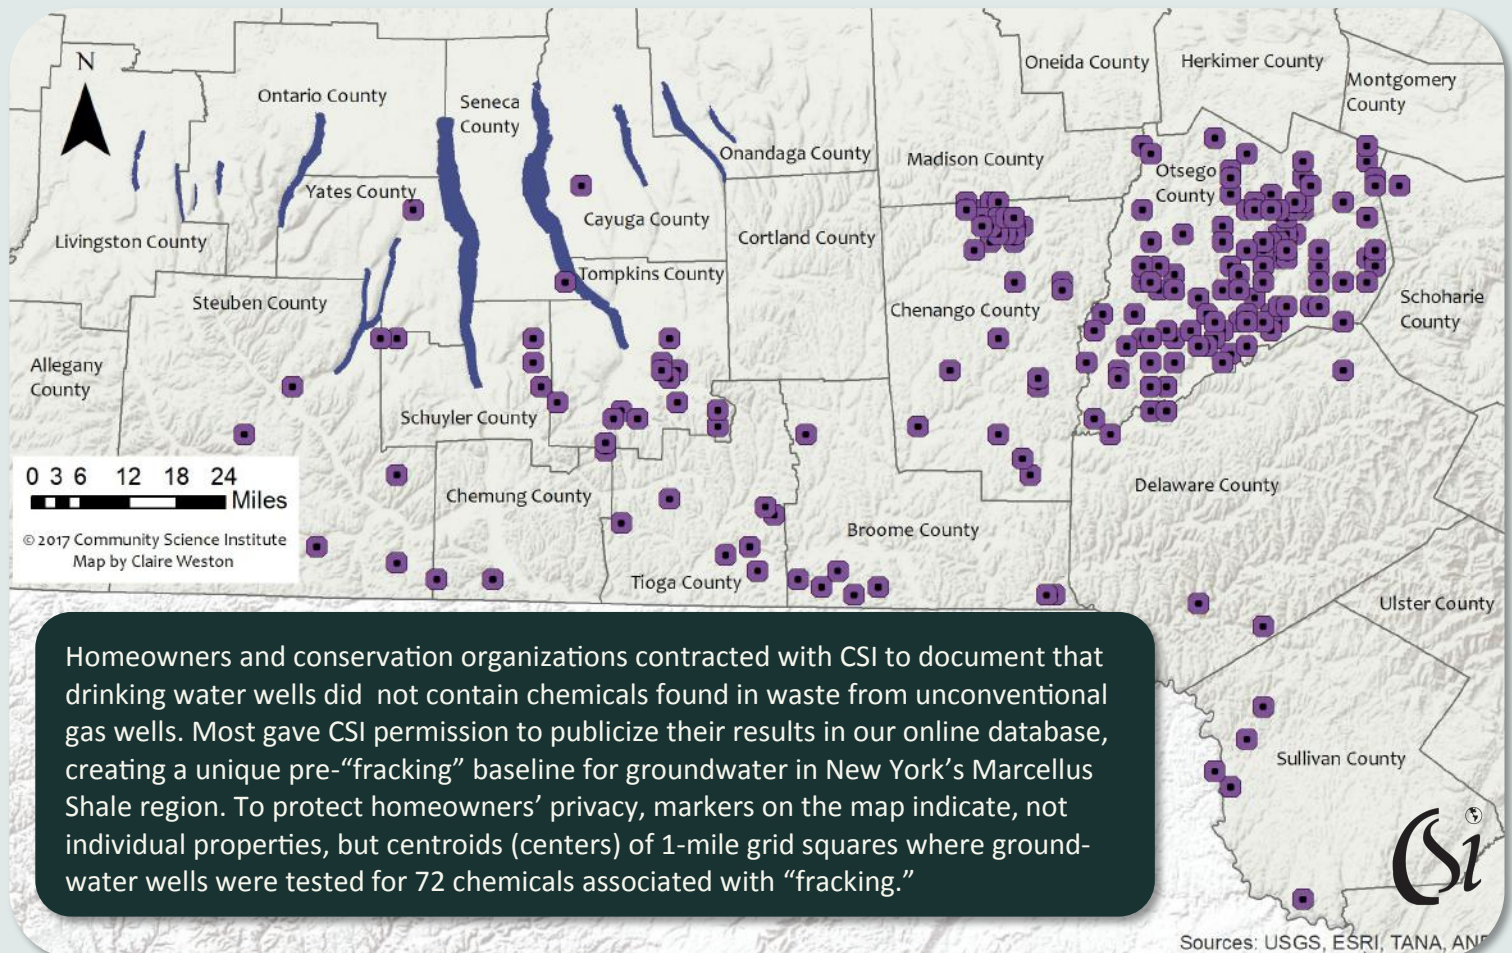 N
Ontario County
Seneca
County
Oneida County
Herkimer County
Montgomery
County
Onandaga County
Madison County
Otsego
County
Yates County
Livingston County
Cayuga County
Cortland County
Tompkins County
Steuben County
Chenango County
Schoharie
County
Allegany
County
Schuyler County
0 3 6 12 18 24
Miles
© 2017 Community Science Institute
Map by Claire Weston
Chemung County
Delaware County
Broome County
Tioga County
Ulster County
Homeowners and conservation organizations contracted with CSI to document that
drinking water wells did not contain chemicals found in waste from unconventional
gas wells. Most gave CSI permission to publicize their results in our online database,
creating a unique pre-“fracking” baseline for groundwater in New York’s Marcellus
Shale region. To protect homeowners’ privacy, markers on the map indicate, not
individual properties, but centroids (centers) of 1-mile grid squares where ground-
water wells were tested for 72 chemicals associated with “fracking.”
Sullivan County
CSi
Sources: USGS, ESRI, TANA,